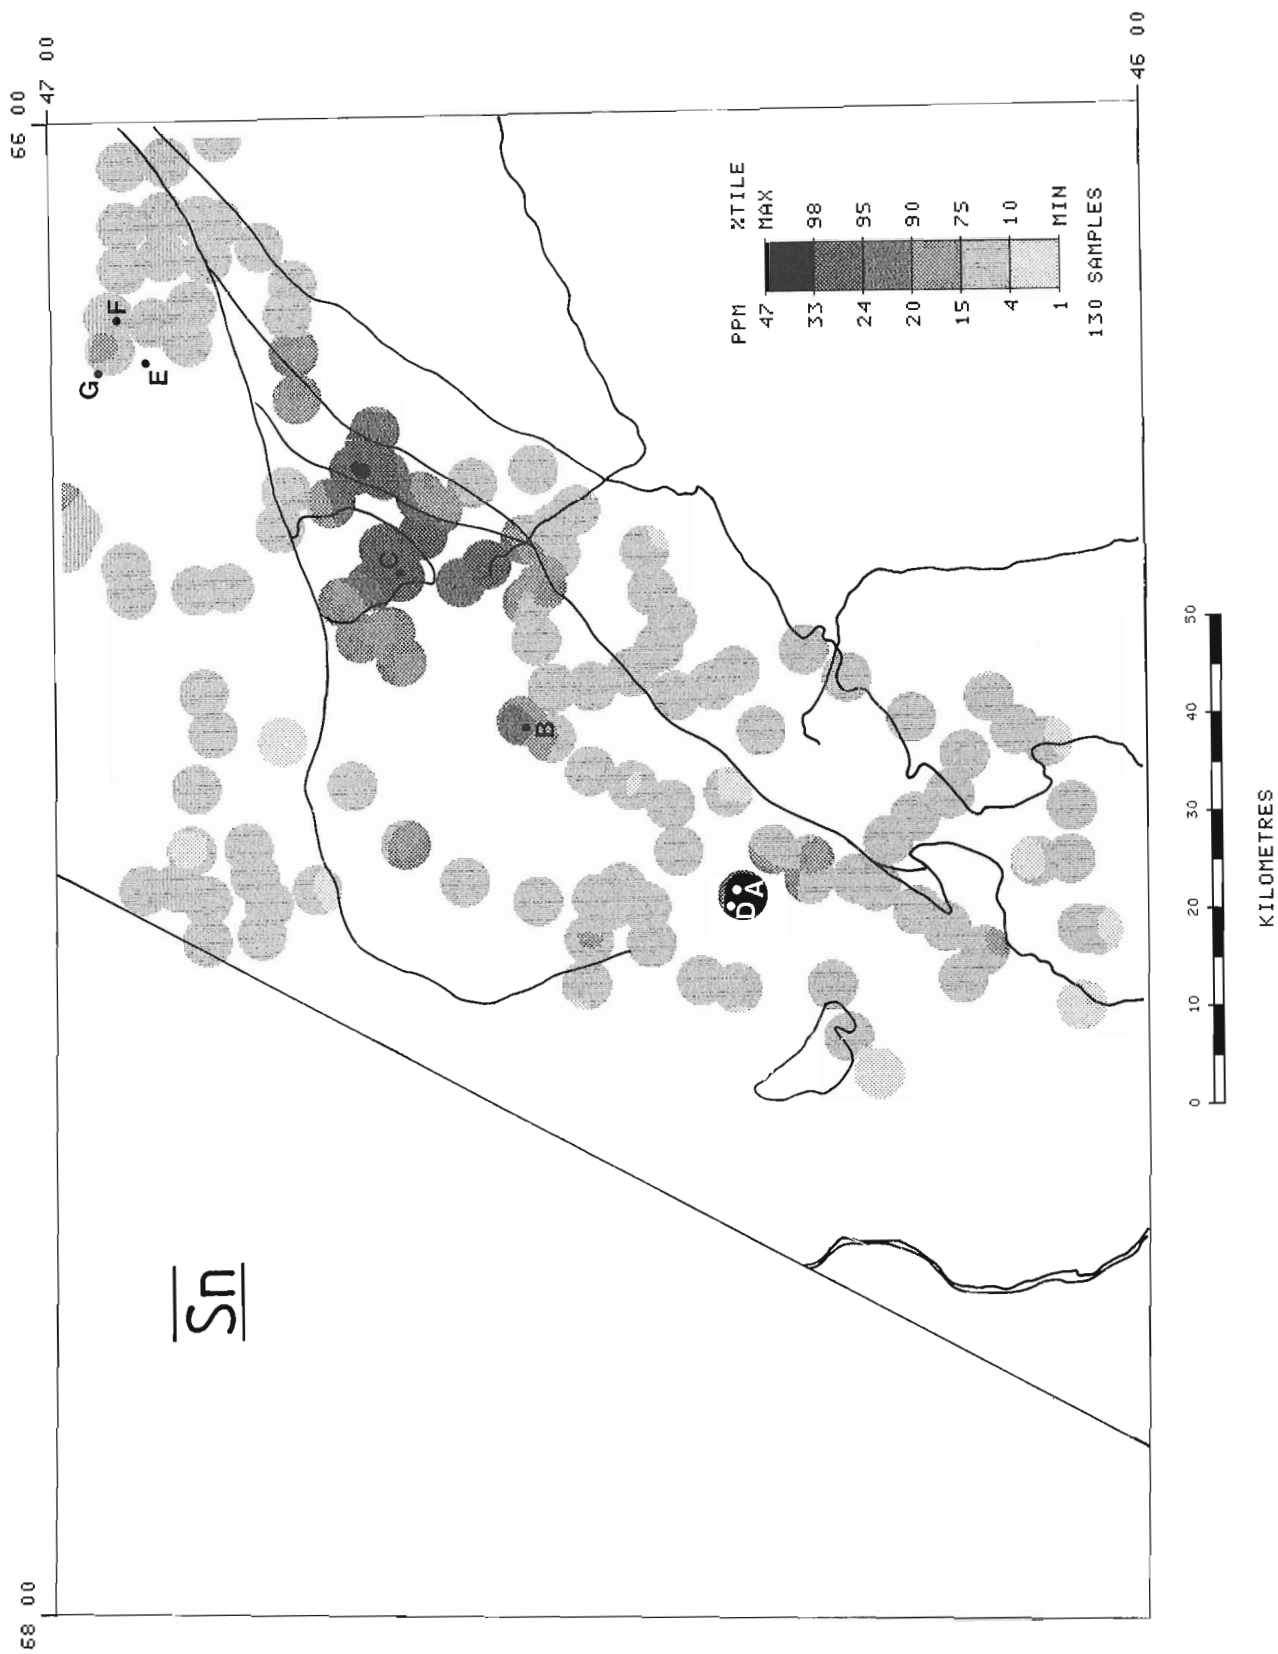 68 00
66 00
47 00
46 00
Sn
G
F
E
C
B
D A
PPM %TILE
47 MAX
33 98
24 95
20 90
15 75
4 10
1 MIN
130 SAMPLES
0 10 20 30 40 50
KILOMETRES